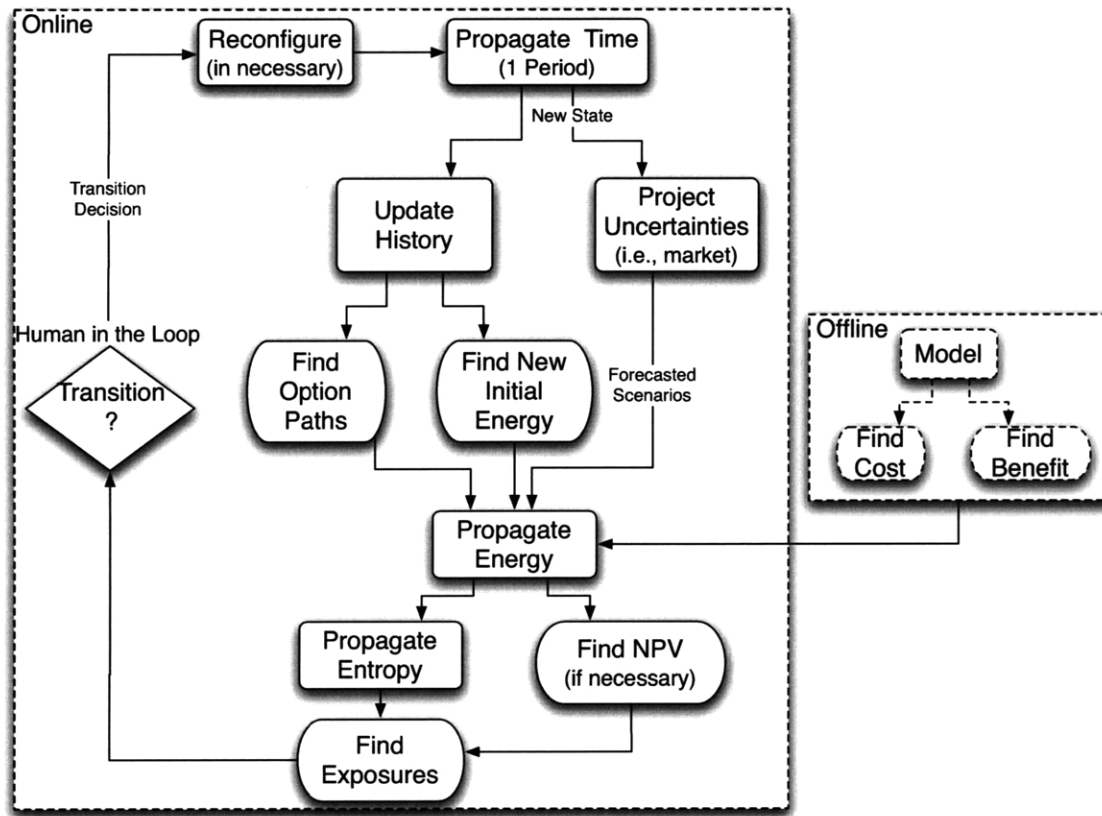 Online
Reconfigure
(in necessary)
Propagate Time
(1 Period)
New State
Transition
Decision
Update
History
Project
Uncertainties
(i.e., market)
Human in the Loop
Transition
?
Find
Option
Paths
Find New
Initial
Energy
Forecasted
Scenarios
Offline
Model
Find
Cost
Find
Benefit
Propagate
Energy
Propagate
Entropy
Find NPV
(if necessary)
Find
Exposures